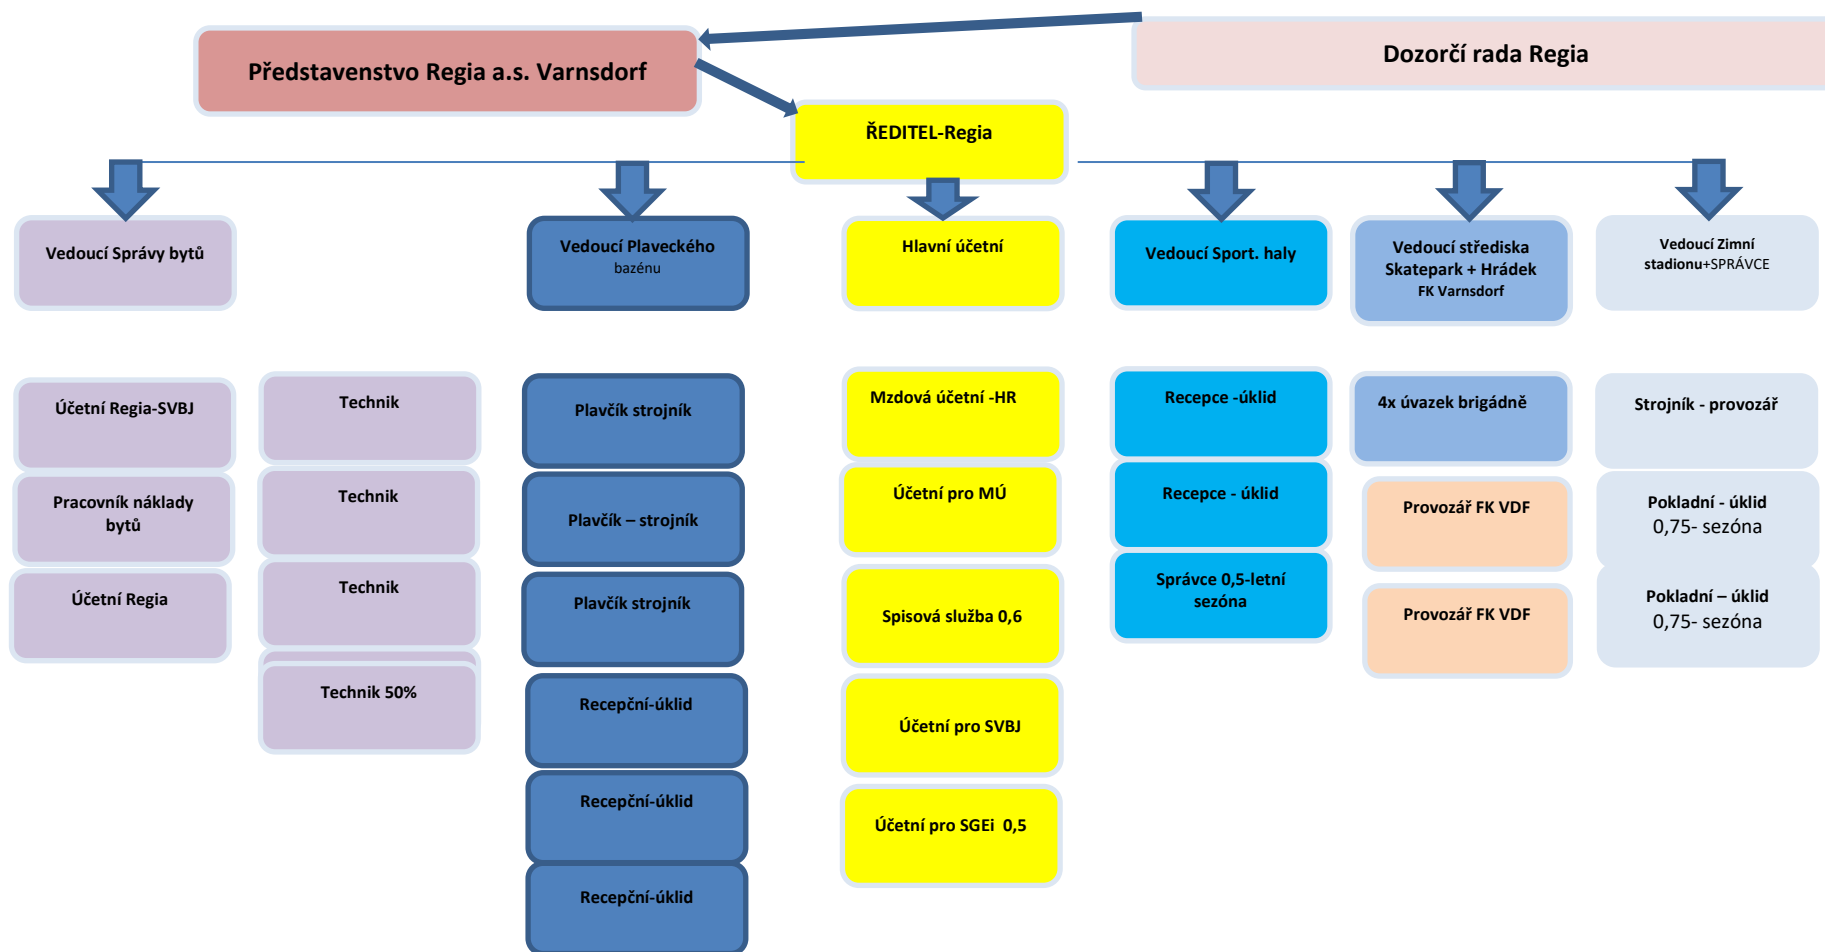 Představenstvo Regia a.s. Varnsdorf
Dozorčí rada Regia
ŘEDITEL-Regia
Vedoucí Správy bytů
Vedoucí Plaveckého
bazénu
Hlavní účetní
Vedoucí Sport. haly
Vedoucí střediska
Skatepark + Hrádek
FK Varnsdorf
Vedoucí Zimní
stadionu+SPRÁVCE
Účetní Regia-SVBJ
Pracovník náklady
bytů
Účetní Regia
Technik
Technik
Technik
Technik 50%
Plavčík strojník
Plavčík – strojník
Plavčík strojník
Recepční-úklid
Recepční-úklid
Recepční-úklid
Mzdová účetní -HR
Účetní pro MÚ
Spisová služba 0,6
Účetní pro SVBJ
Účetní pro SGEi 0,5
Recepce -úklid
Recepce - úklid
Správce 0,5-letní
sezóna
4x úvazek brigádně
Provozář FK VDF
Provozář FK VDF
Strojník - provozář
Pokladní - úklid
0,75- sezóna
Pokladní – úklid
0,75- sezóna